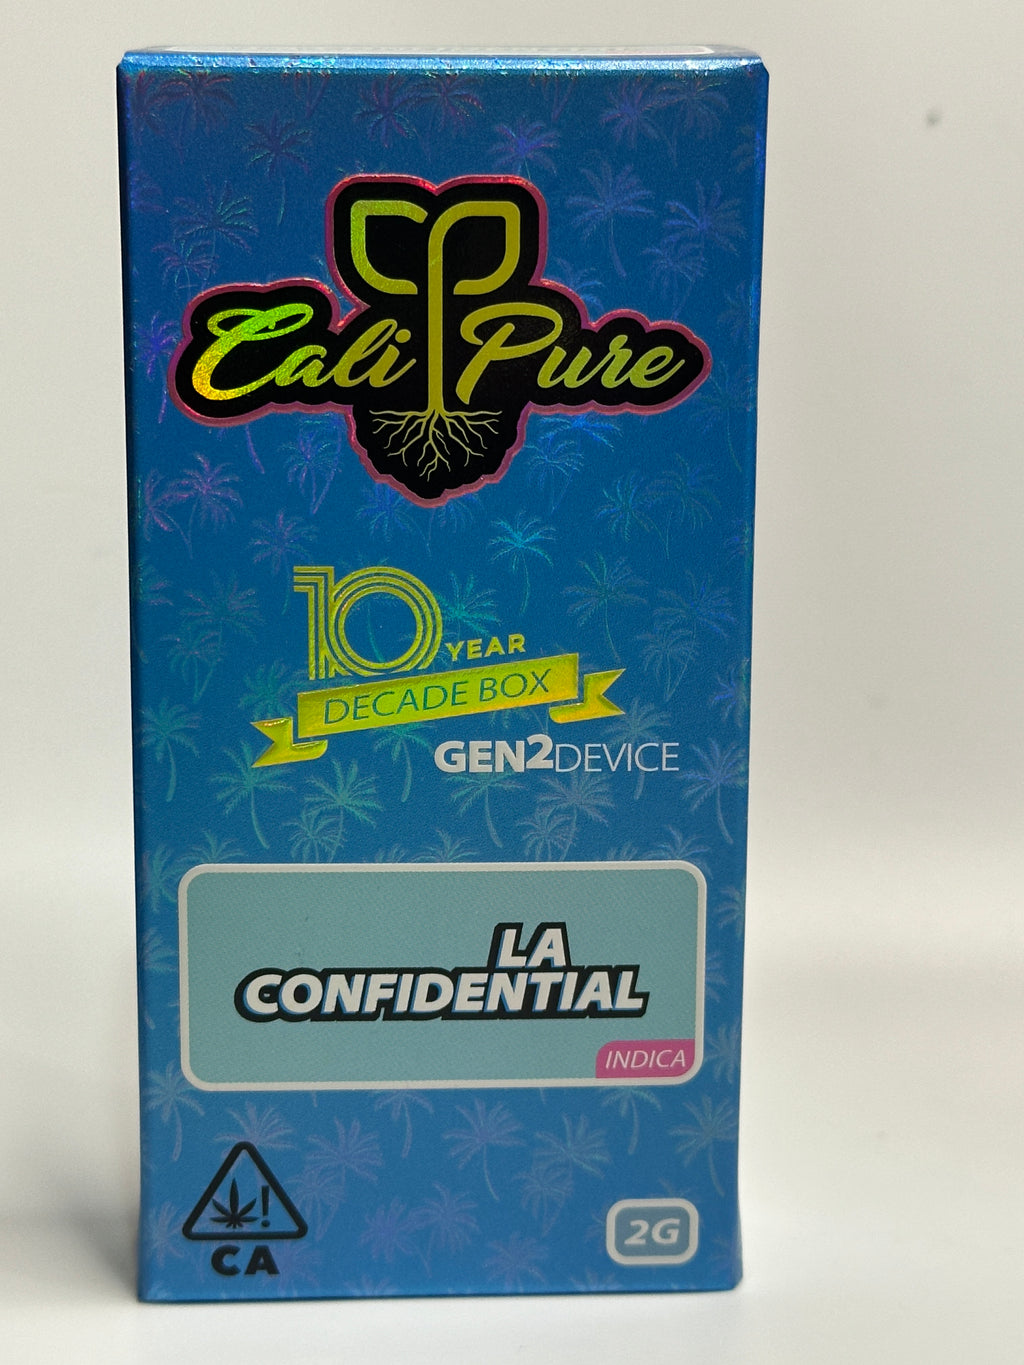 Cali Pure
10 YEAR
DECADE BOX
GEN2DEVICE
LA
CONFIDENTIAL
INDICA
CA
2G